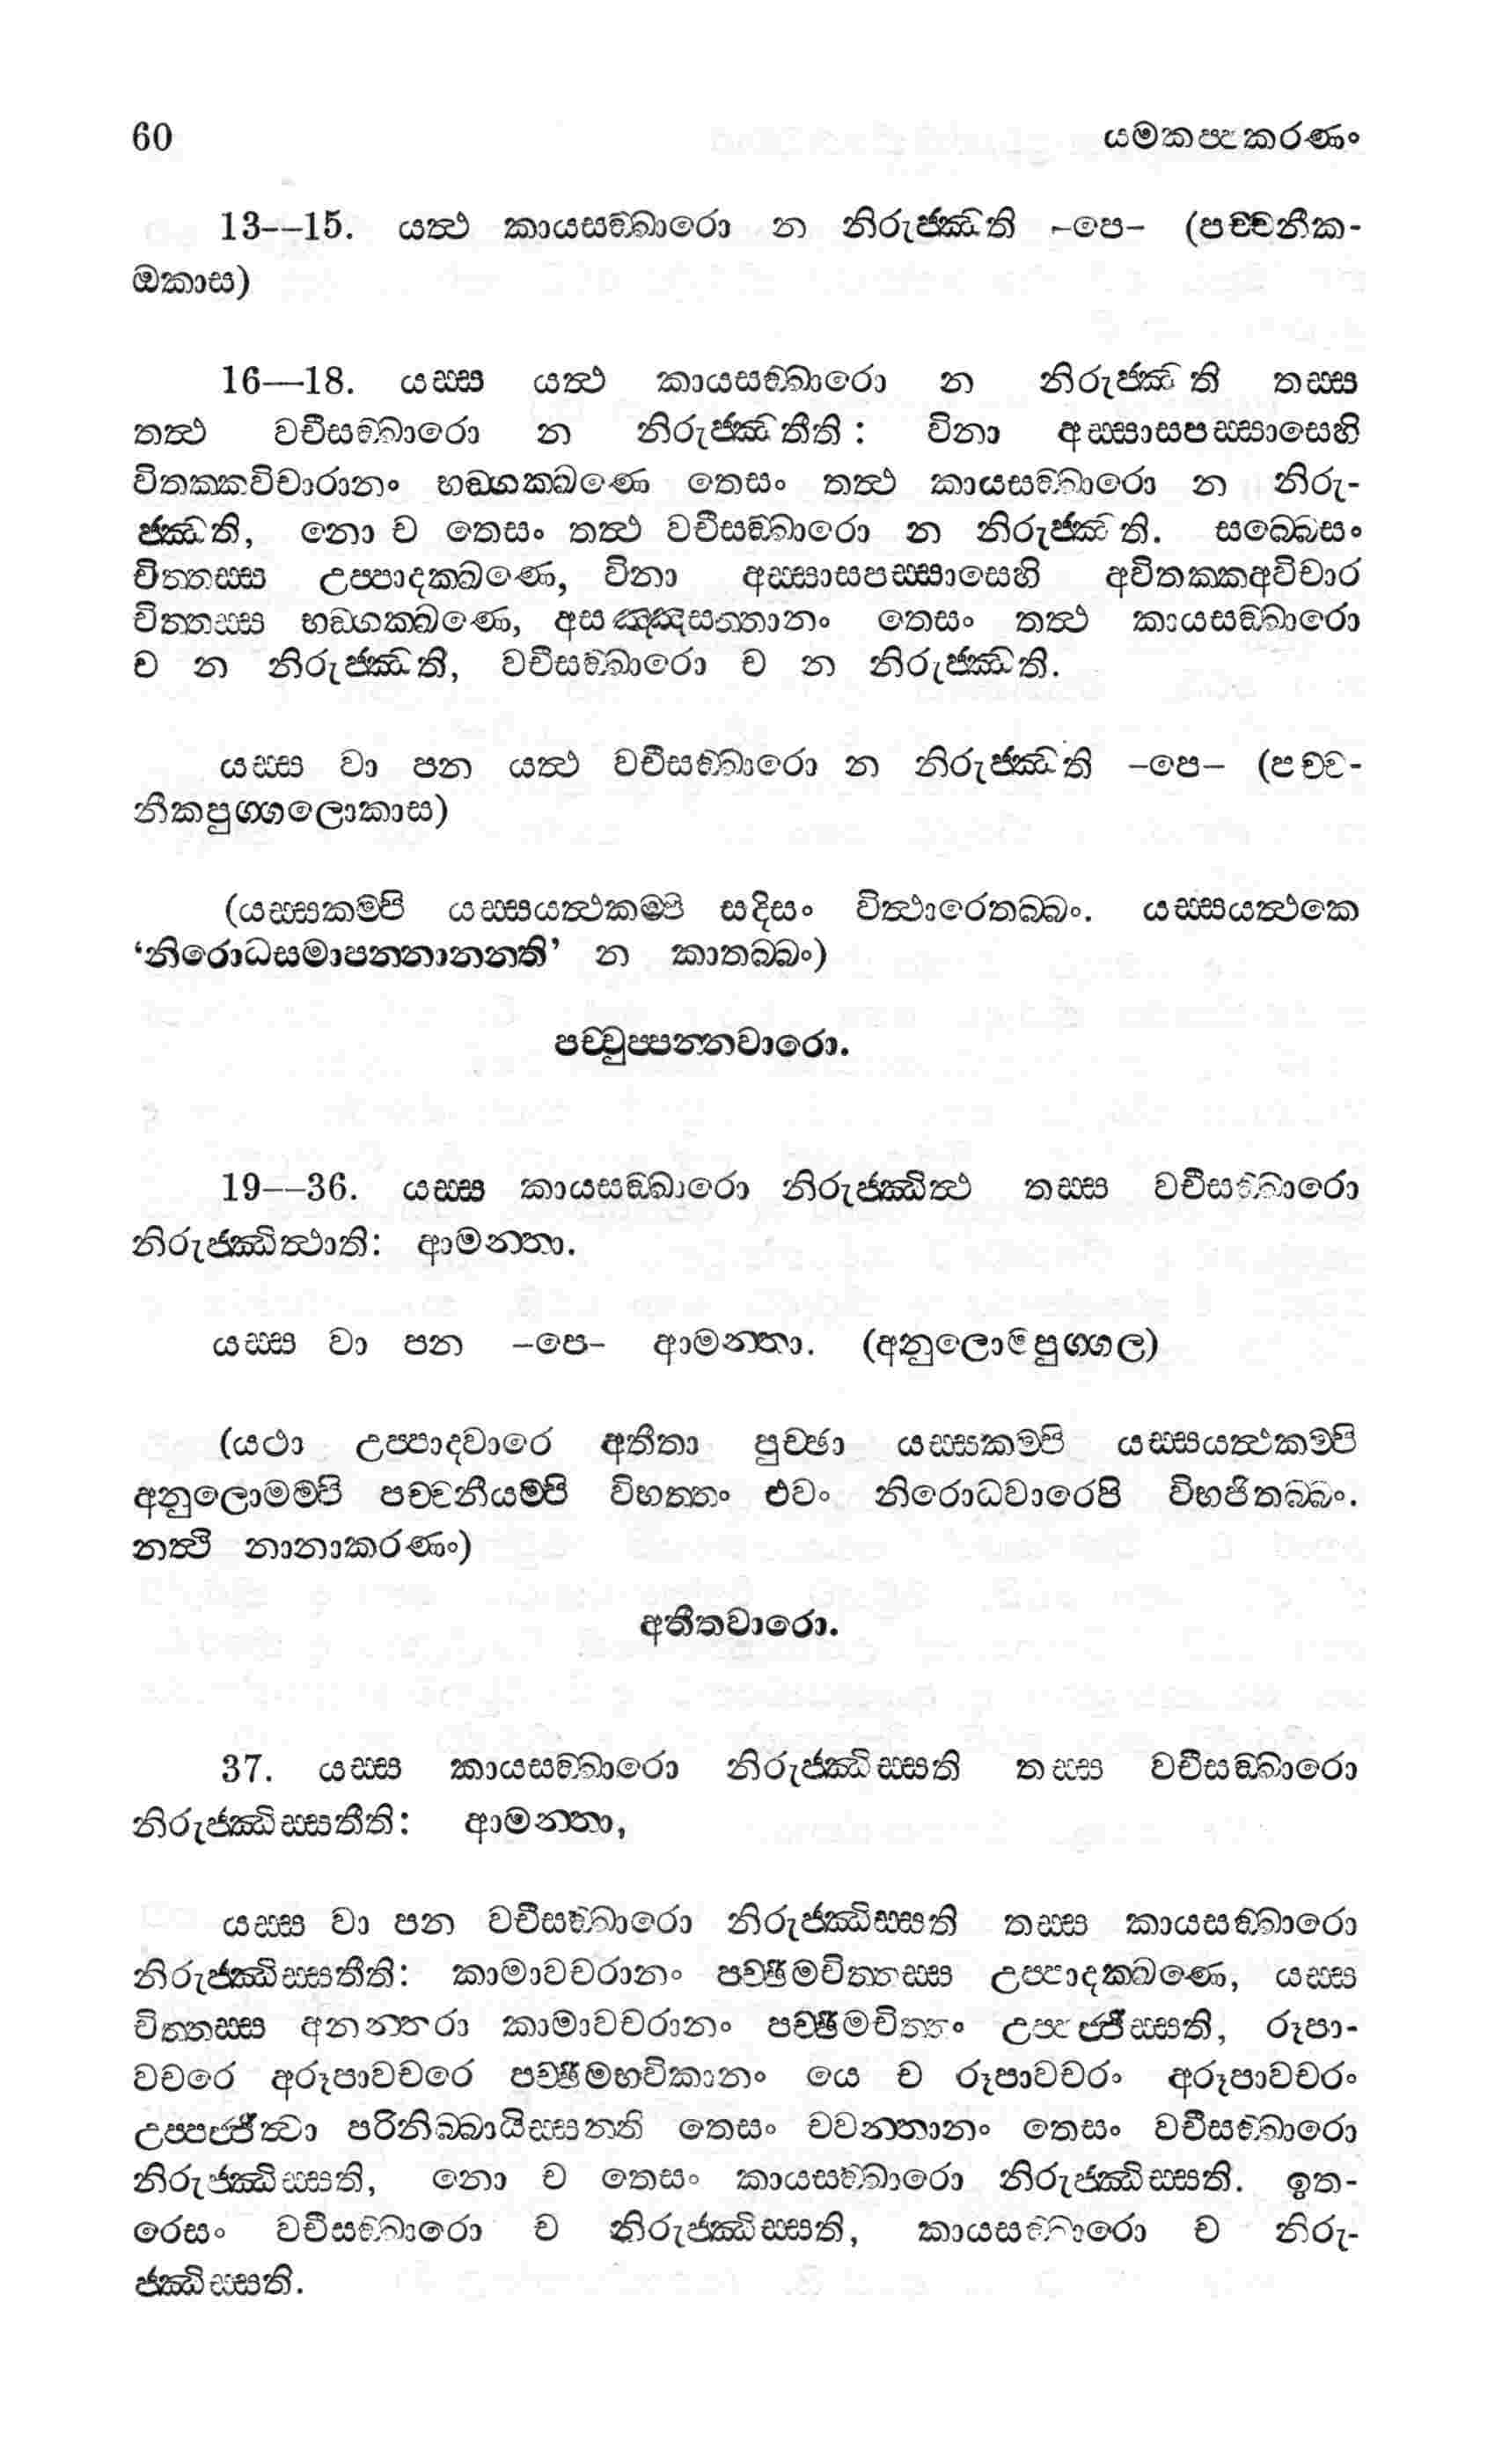 60 යමකප්පකරණං
13--15. යත්ථ කායසඞ්ඛාරො න නිරුජ්ඣති -පෙ- (පච්චනීක-
ඔකාස)
16—18. යස්ස යත්ථ කායසඞ්ඛාරො න නිරුජ්ඣති තස්ස
තත්ථ වචීසඞ්ඛාරො න නිරුජ්ඣතීති: විනා අස්සාසපස්සාසෙහි
විතක්කවිචාරානං භඞ්ගක්ඛණෙ තෙසං තත්ථ කායසඞ්ඛාරො න නිරු-
ජ්ඣති, නො ච තෙසං තත්ථ වචීසඞ්ඛාරො න නිරුජ්ඣති. සබ්බෙසං
චිත්තස්ස උප්පාදක්ඛණෙ, විනා අස්සාසපස්සාසෙහි අවිතක්කඅවිචාර
චිත්තස්ස භඞ්ගක්ඛණෙ, අසඤ්ඤසත්තානං තෙසං තත්ථ කායසඞ්ඛාරො
ච න නිරුජ්ඣති, වචීසඞ්ඛාරො ච න නිරුජ්ඣති.
යස්ස වා පන යත්ථ වචීසඞ්ඛාරො න නිරුජ්ඣති -පෙ- (පච්ච-
නීකපුග්ගලොකාස)
(යස්සකම්පි යස්සයත්ථකම්පි සදිසං විත්ථාරෙතබ්බං. යස්සයත්ථකෙ
‘නිරොධසමාපන්නානන්ති’ න කාතබ්බං)
පච්චුප්පන්නවාරො.
19--36. යස්ස කායසඞ්ඛාරො නිරුජ්ඣිත්ථ තස්ස වචීසඞ්ඛාරො
නිරුජ්ඣිත්ථාති: ආමන්තා.
යස්ස වා පන -පෙ- ආමන්තා. (අනුලොමපුග්ගල)
(යථා උප්පාදවාරෙ අතීතා පුච්ඡා යස්සකම්පි යස්සයත්ථකම්පි
අනුලොමම්පි පච්චනීයම්පි විභත්තං එවං නිරොධවාරෙපි විභජිතබ්බං.
නත්ථි නානාකරණං)
අතීතවාරො.
37. යස්ස කායසඞ්ඛාරො නිරුජ්ඣිස්සති තස්ස වචීසඞ්ඛාරො
නිරුජ්ඣිස්සතීති: ආමන්තා,
යස්ස වා පන වචීසඞ්ඛාරො නිරුජ්ඣිස්සති තස්ස කායසඞ්ඛාරො
නිරුජ්ඣිස්සතීති: කාමාවචරානං පච්ඡිමචිත්තස්ස උප්පාදක්ඛණෙ, යස්ස
චිත්තස්ස අනන්තරා කාමාවචරානං පච්ඡිමචිත්තං උප්පජ්ජිස්සති, රූපා-
වචරෙ අරූපාවචරෙ පච්ඡිමභවිකානං යෙ ච රූපාවචරං අරූපාවචරං
උප්පජ්ජිත්වා පරිනිබ්බායිස්සන්ති තෙසං චවන්තානං තෙසං වචීසඞ්ඛාරො
නිරුජ්ඣිස්සති, නො ච තෙසං කායසඞ්ඛාරො නිරුජ්ඣිස්සති. ඉත-
රෙසං වචීසඞ්ඛාරො ච නිරුජ්ඣිස්සති, කායසඞ්ඛාරො ච නිරු-
ජ්ඣිස්සති.